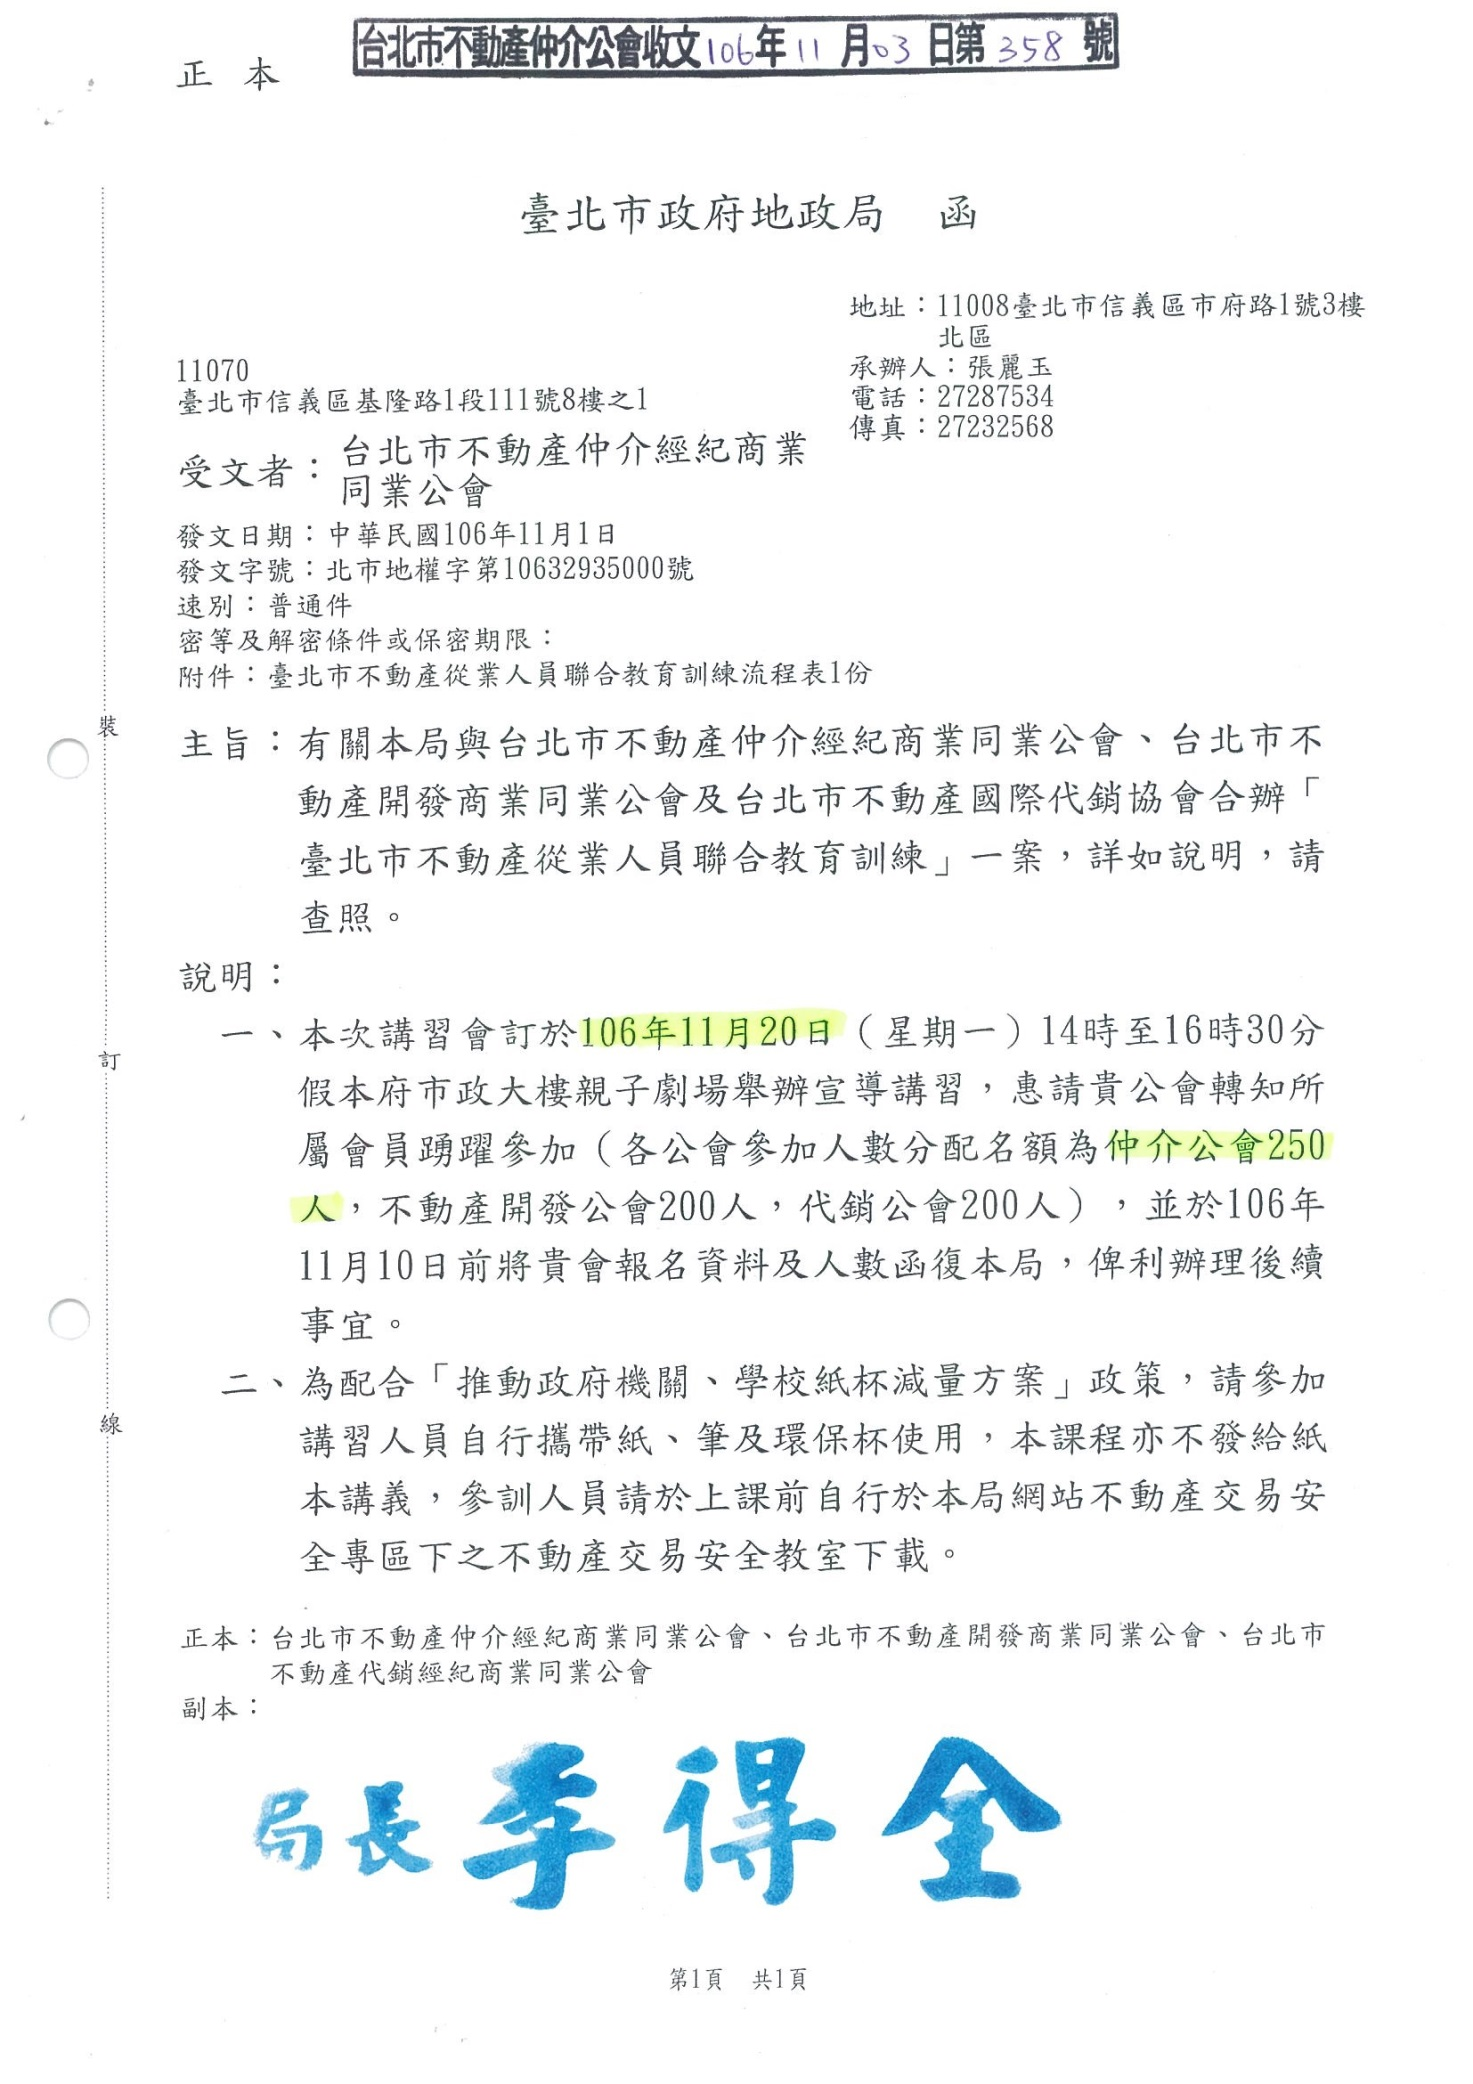 台北市不動產仲介公會收文106年11月03日第358號
正本
臺北市政府地政局 函
地址：11008臺北市信義區市府路1號3樓
北區
承辦人：張麗玉
電話：27287534
傳真：27232568
11070
臺北市信義區基隆路1段111號8樓之1
受文者：台北市不動產仲介經紀商業
同業公會
發文日期：中華民國106年11月1日
發文字號：北市地權字第10632935000號
速別：普通件
密等及解密條件或保密期限：
附件：臺北市不動產從業人員聯合教育訓練流程表1份
主旨：有關本局與台北市不動產仲介經紀商業同業公會、台北市不
動產開發商業同業公會及台北市不動產國際代銷協會合辦「
臺北市不動產從業人員聯合教育訓練」一案，詳如說明，請
查照。
說明：
一、本次講習會訂於106年11月20日（星期一）14時至16時30分
假本府市政大樓親子劇場舉辦宣導講習，惠請貴公會轉知所
屬會員踴躍參加（各公會參加人數分配名額為仲介公會250
人，不動產開發公會200人，代銷公會200人），並於106年
11月10日前將貴會報名資料及人數函復本局，俾利辦理後續
事宜。
二、為配合「推動政府機關、學校紙杯減量方案」政策，請參加
講習人員自行攜帶紙、筆及環保杯使用，本課程亦不發給紙
本講義，參訓人員請於上課前自行於本局網站不動產交易安
全專區下之不動產交易安全教室下載。
正本：台北市不動產仲介經紀商業同業公會、台北市不動產開發商業同業公會、台北市
不動產代銷經紀商業同業公會
副本：
局長 李得全
第1頁 共1頁
裝
訂
線